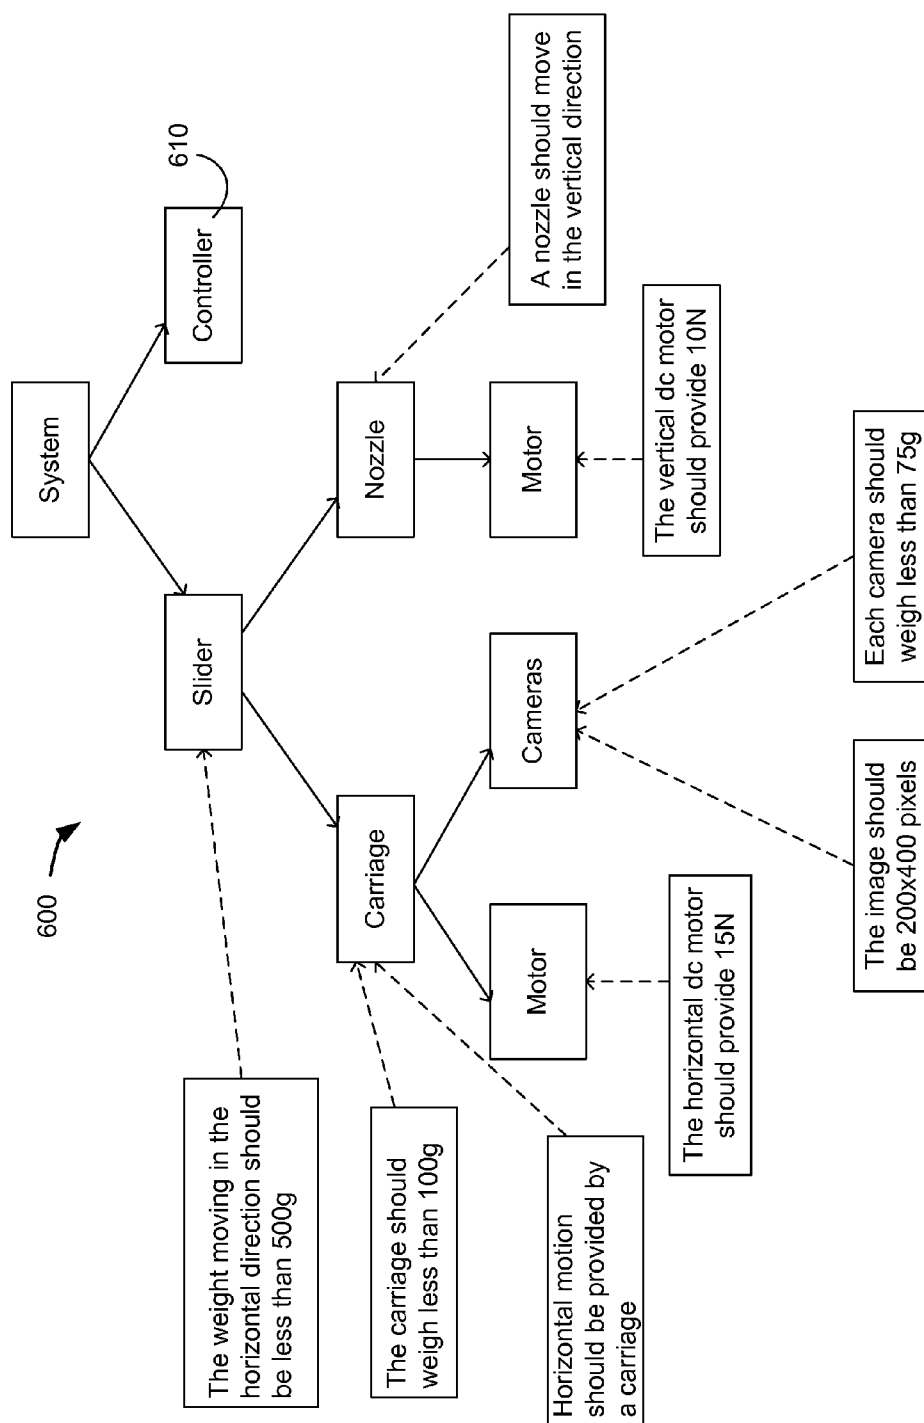 600
System
Controller
610
Slider
Carriage
Nozzle
Motor
Cameras
Motor
The weight moving in the
horizontal direction should
be less than 500g
The carriage should
weigh less than 100g
Horizontal motion
should be provided by
a carriage
The horizontal dc motor
should provide 15N
The image should
be 200x400 pixels
Each camera should
weigh less than 75g
The vertical dc motor
should provide 10N
A nozzle should move
in the vertical direction